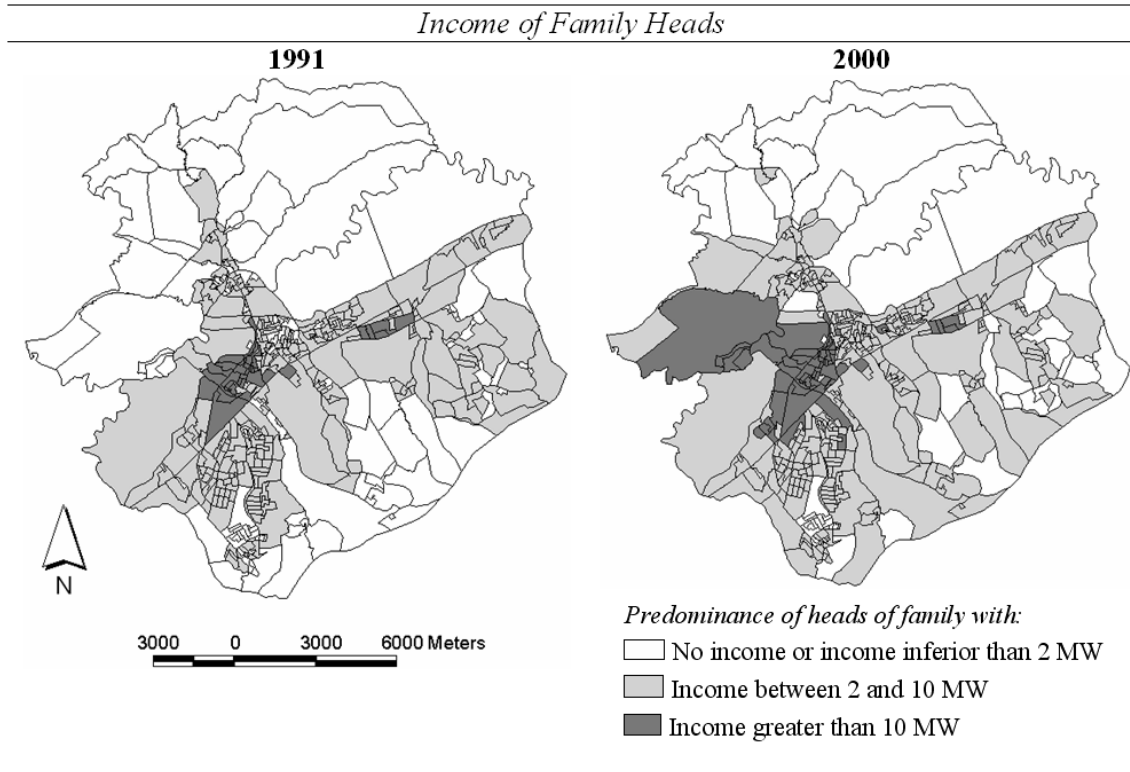 Income of Family Heads
1991
2000
N
3000 0 3000 6000 Meters
Predominance of heads of family with:
No income or income inferior than 2 MW
Income between 2 and 10 MW
Income greater than 10 MW